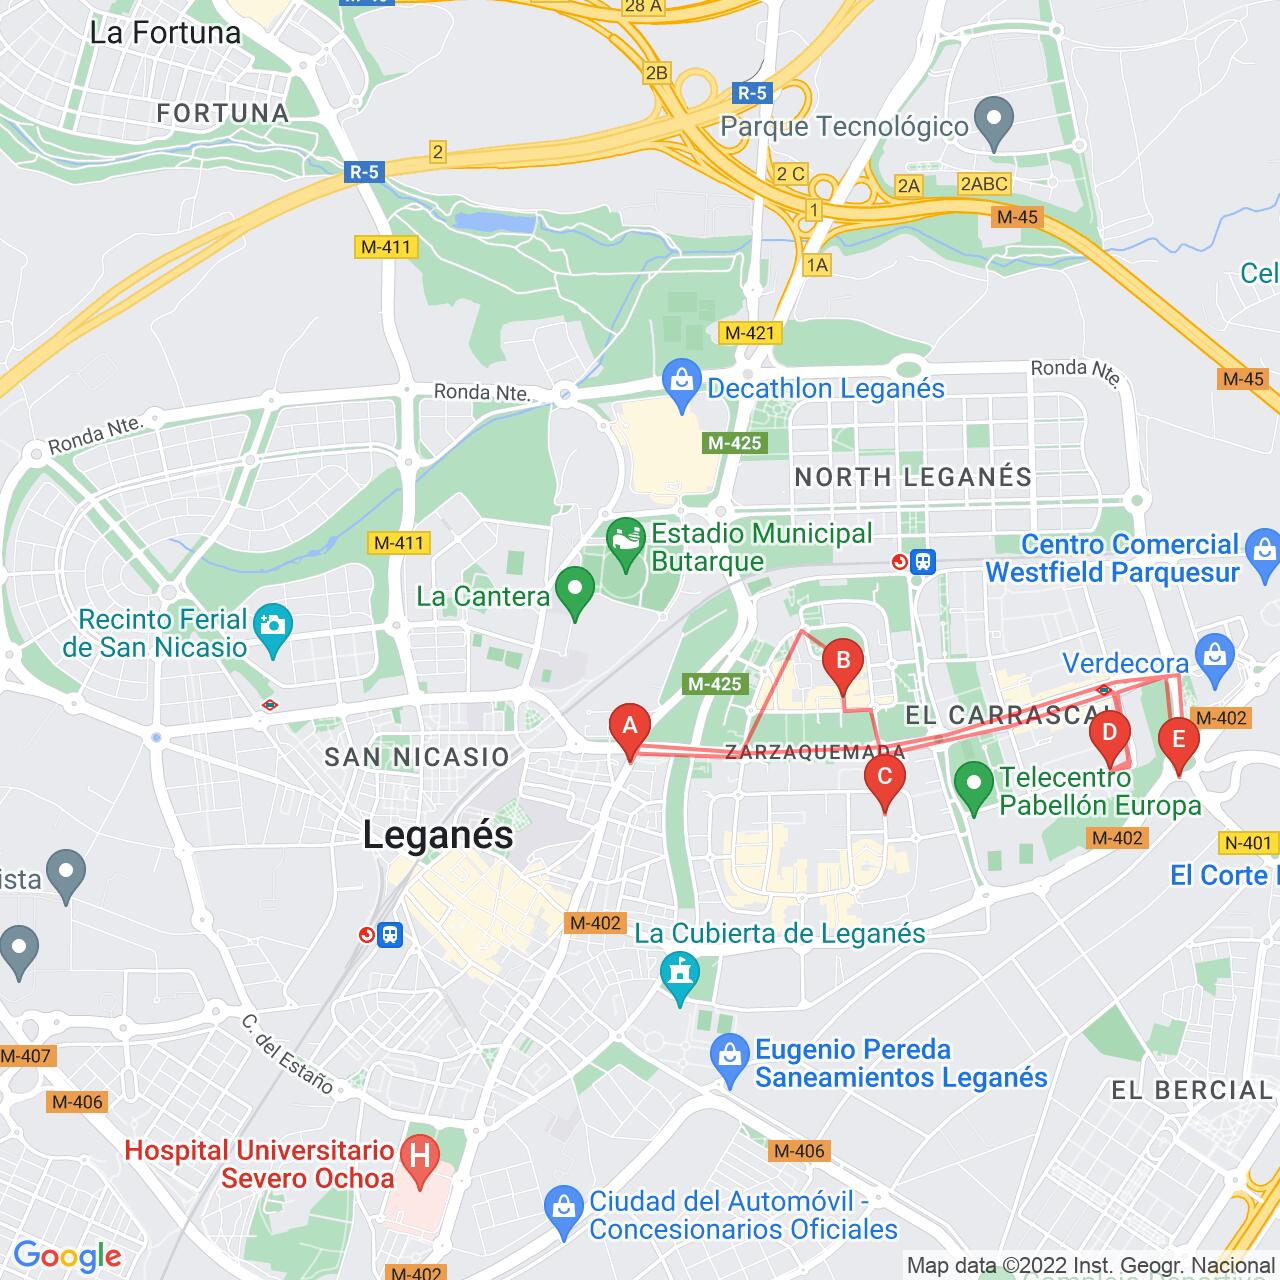 28 A
La Fortuna
2B
R-5
FORTUNA
Parque Tecnológico
2
R-5
2 C
2A
2ABC
1
M-45
M-411
1A
Cel
M-421
Ronda Nte.
M-45
Decathlon Leganés
Ronda Nte.
Ronda Nte.
M-425
NORTH LEGANÉS
Estadio Municipal
Butarque
M-411
Centro Comercial
Westfield Parquesur
La Cantera
Recinto Ferial
de San Nicasio
B
Verdecora
M-425
EL CARRASCAL
M-402
A
D
E
SAN NICASIO
ZARZAQUEMADA
C
Telecentro
Pabellón Europa
Leganés
M-402
N-401
ista
El Corte
M-402
La Cubierta de Leganés
C. del Estaño
M-407
Eugenio Pereda
Saneamientos Leganés
M-406
EL BERCIAL
Hospital Universitario
Severo Ochoa
H
M-406
Ciudad del Automóvil -
Concesionarios Oficiales
Google
M-402
Map data ©2022 Inst. Geogr. Nacional